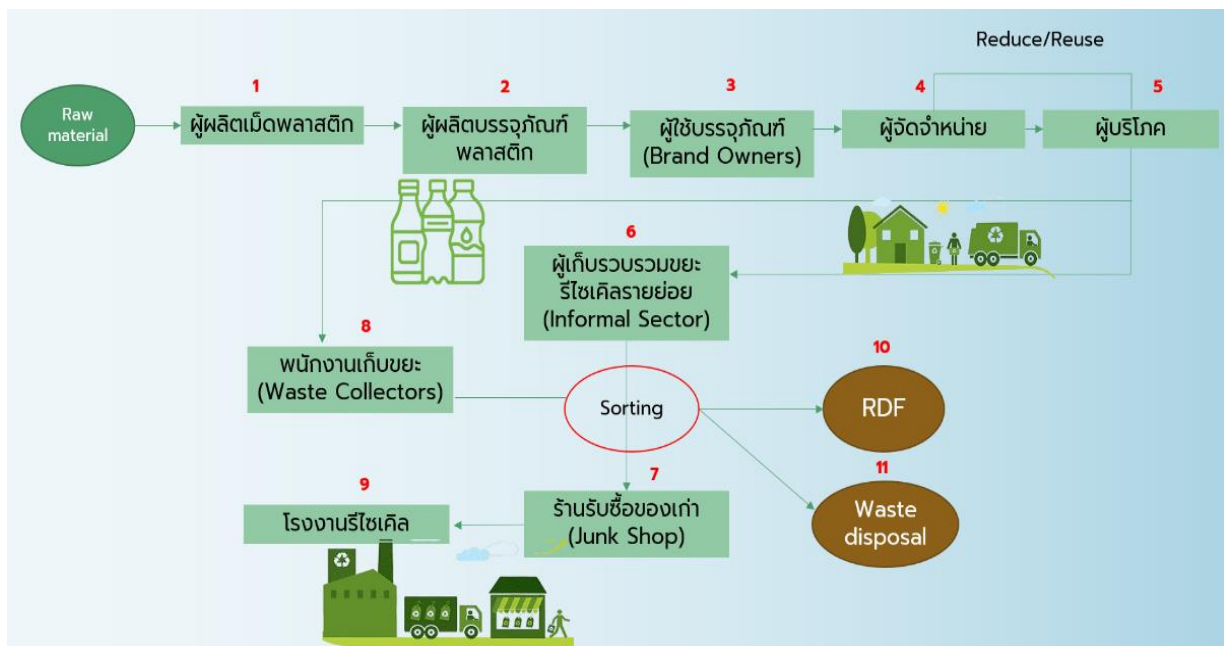 Reduce/Reuse
1
2
3
4
5
Raw
material
ผู้ผลิตเม็ดพลาสติก
ผู้ผลิตบรรจุภัณฑ์
พลาสติก
ผู้ใช้บรรจุภัณฑ์
(Brand Owners)
ผู้จัดจำหน่าย
ผู้บริโภค
6
ผู้เก็บรวบรวมขยะ
รีไซเคิลรายย่อย
(Informal Sector)
8
พนักงานเก็บขยะ
(Waste Collectors)
Sorting
10
RDF
11
Waste
disposal
7
ร้านรับซื้อของเก่า
(Junk Shop)
9
โรงงานรีไซเคิล